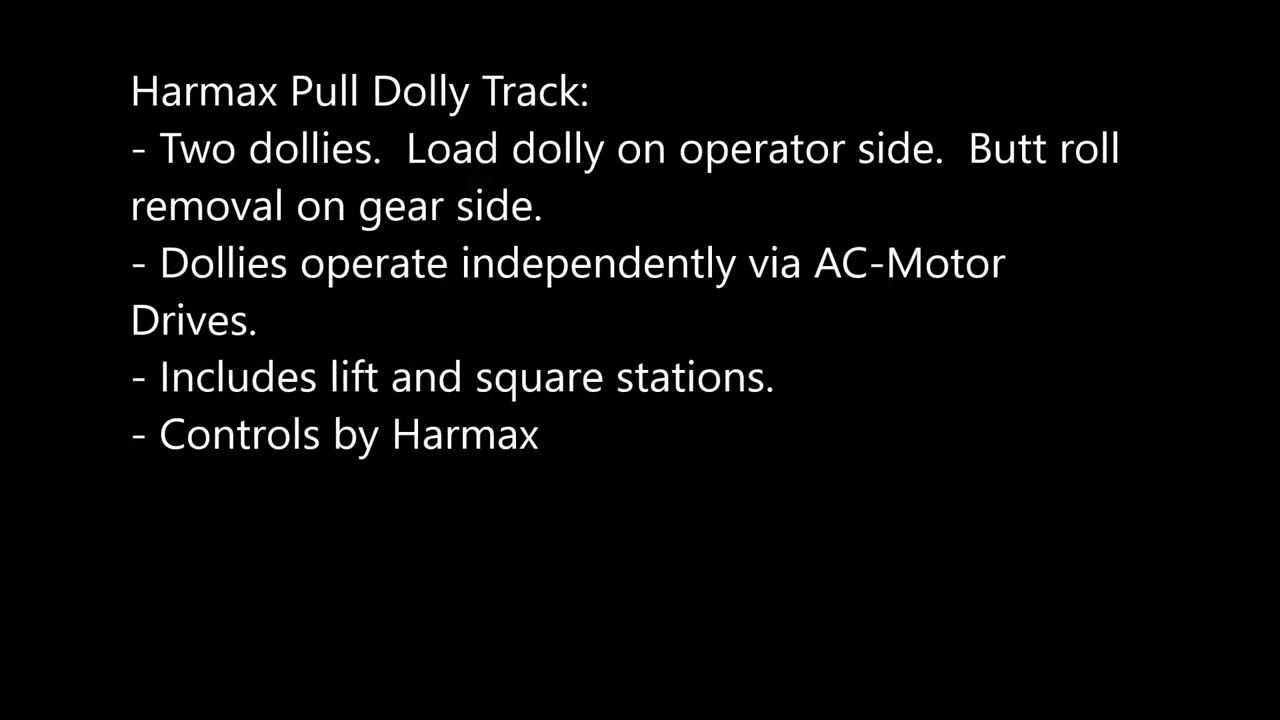 Harmax Pull Dolly Track:
- Two dollies.  Load dolly on operator side.  Butt roll
removal on gear side.
- Dollies operate independently via AC-Motor
Drives.
- Includes lift and square stations.
- Controls by Harmax